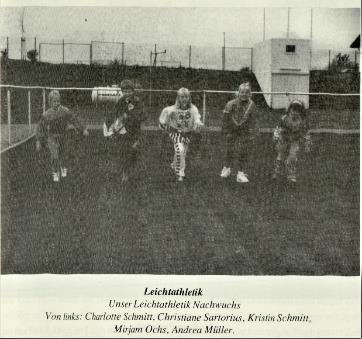 Leichtathletik
Unser Leichtathletik Nachwuchs
Von links: Charlotte Schmitt, Christiane Sartorius, Kristin Schmitt,
Mirjam Ochs, Andrea Müller.